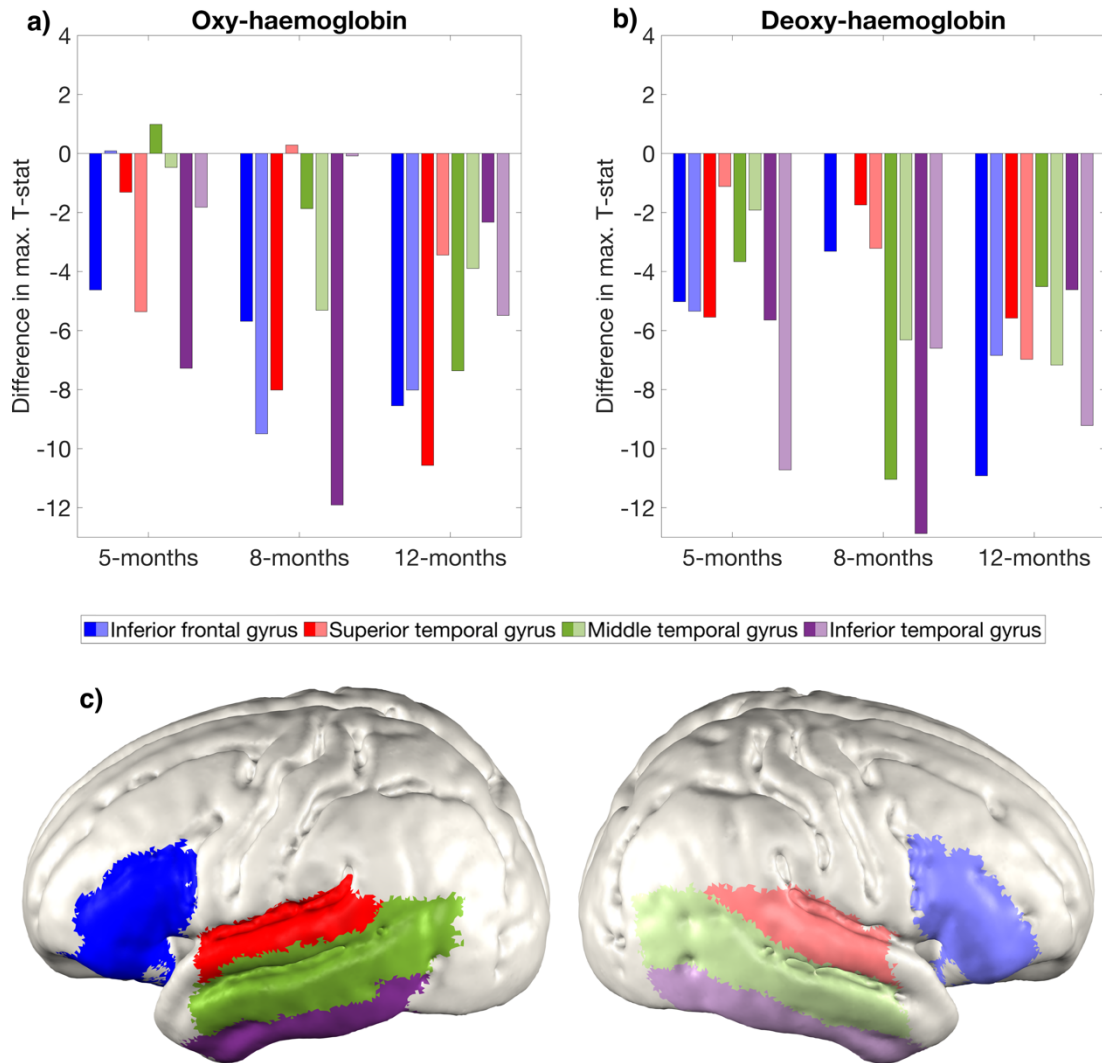 a) Oxy-haemoglobin
4
2
0
-2
-4
-6
-8
-10
-12
Difference in max. T-stat
5-months 8-months 12-months
b) Deoxy-haemoglobin
4
2
0
-2
-4
-6
-8
-10
-12
Difference in max. T-stat
5-months 8-months 12-months
Inferior frontal gyrus Superior temporal gyrus Middle temporal gyrus Inferior temporal gyrus
c)